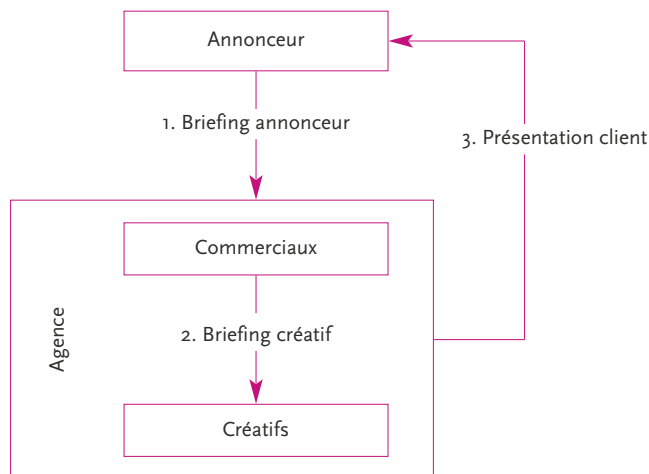 Annonceur
1. Briefing annonceur
3. Présentation client
Commerciaux
Agence
2. Briefing créatif
Créatifs